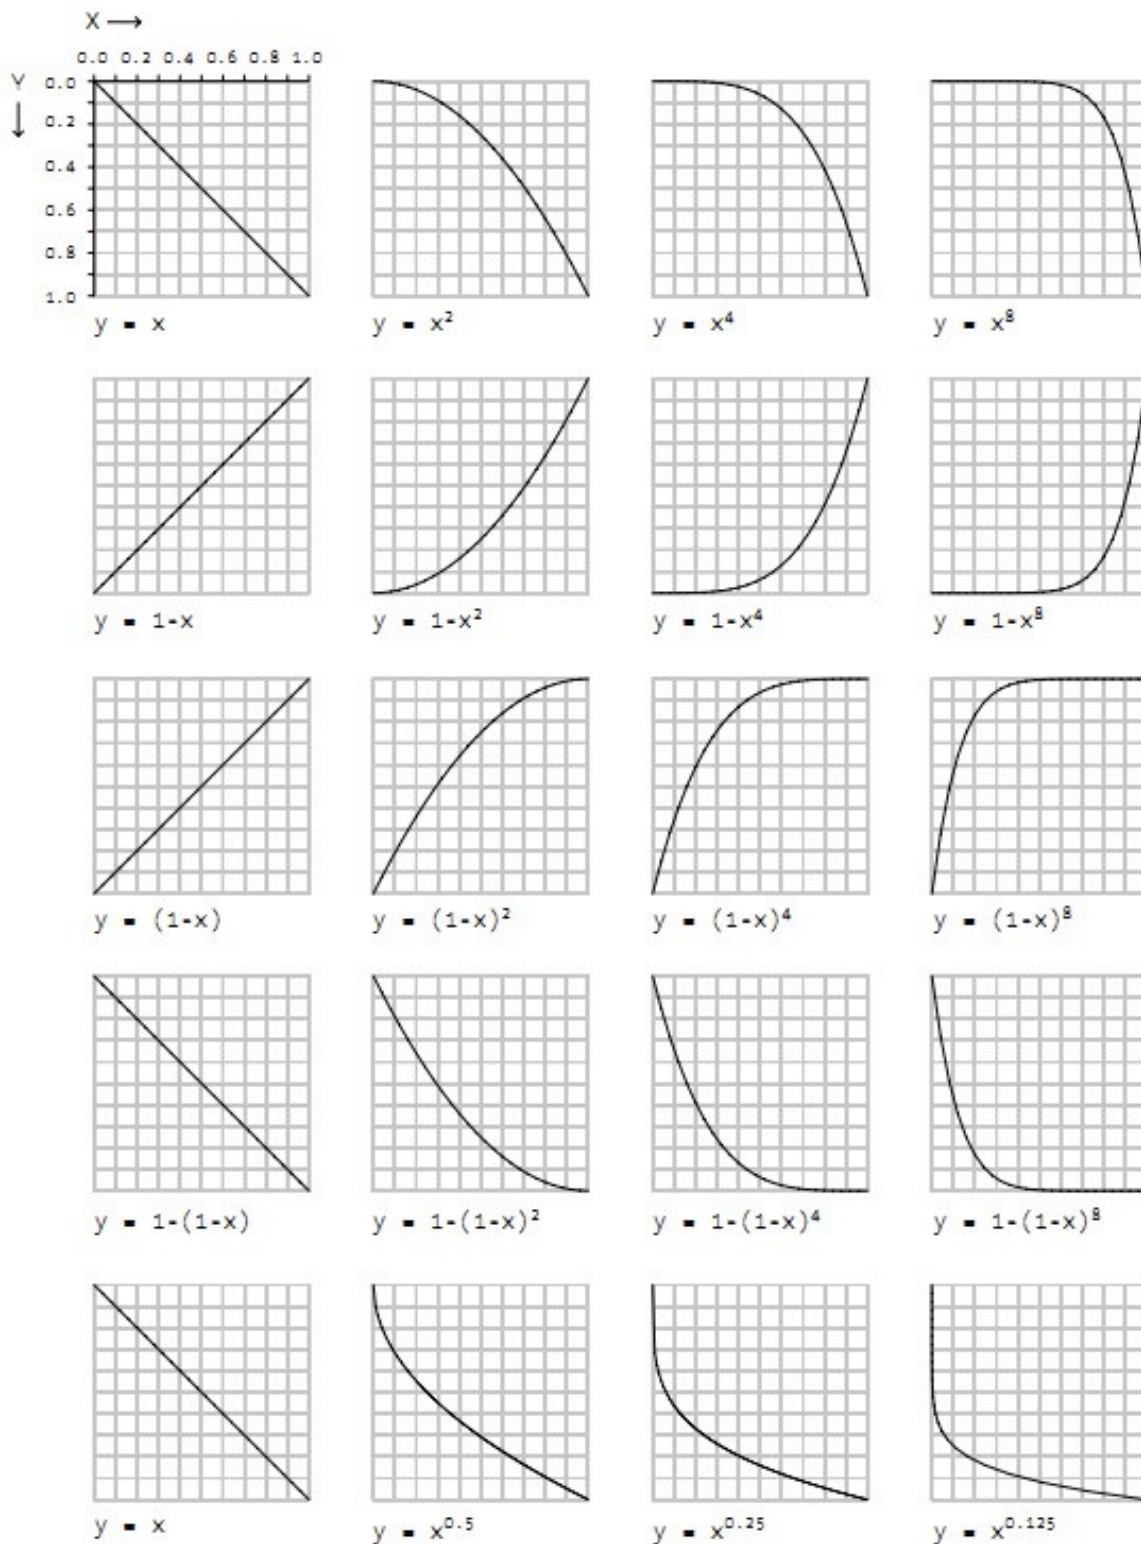 X →
0.0 0.2 0.4 0.6 0.8 1.0
Y
↓
0.0
0.2
0.4
0.6
0.8
1.0
y = x
y = x²
y = x⁴
y = x⁸
y = 1-x
y = 1-x²
y = 1-x⁴
y = 1-x⁸
y = (1-x)
y = (1-x)²
y = (1-x)⁴
y = (1-x)⁸
y = 1-(1-x)
y = 1-(1-x)²
y = 1-(1-x)⁴
y = 1-(1-x)⁸
y = x
y = x^0.5
y = x^0.25
y = x^0.125